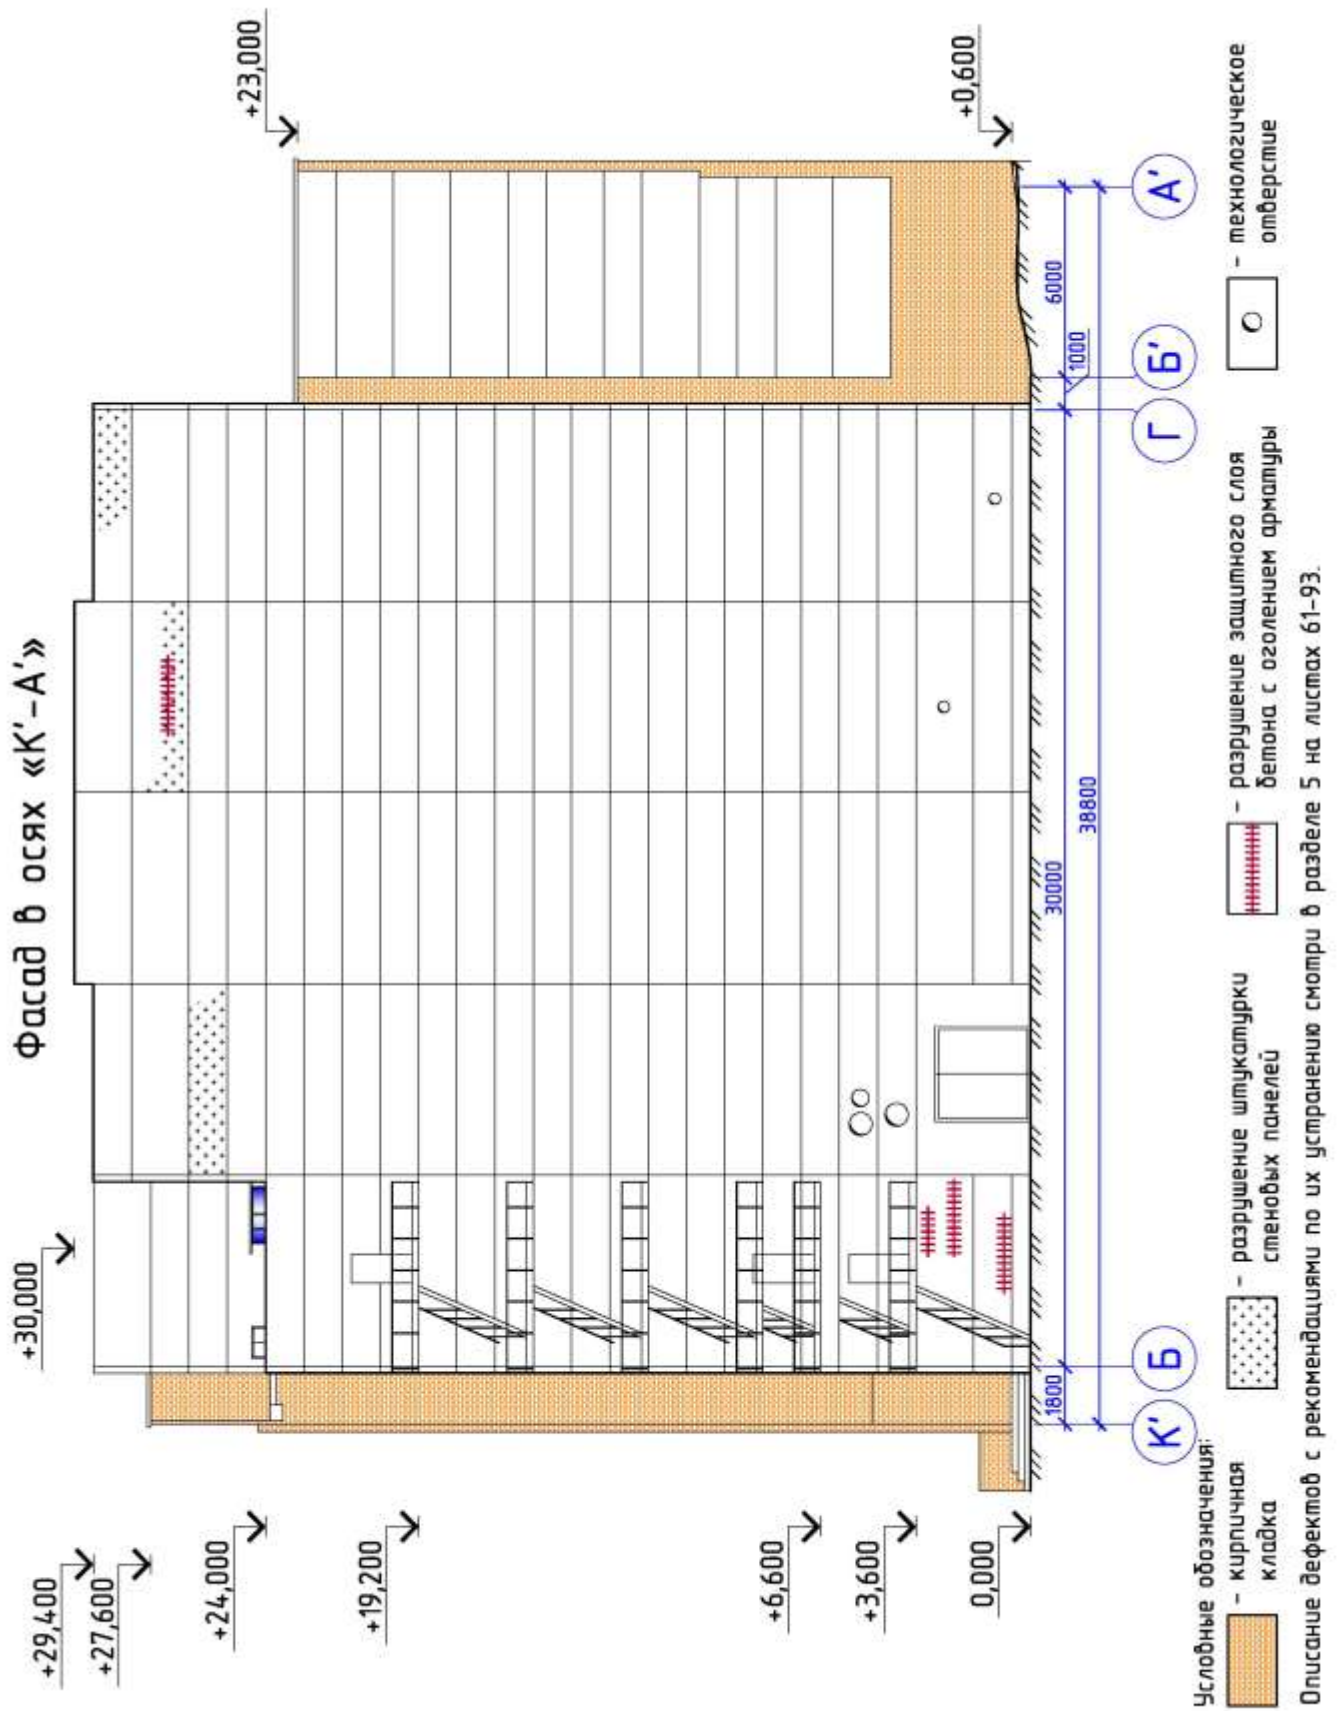 Фасад в осях «К'-А'»
+30,000
+29,400
+27,600
+24,000
+23,000
+19,200
+6,600
+3,600
+0,600
0,000
1800
30000
1000
6000
38800
К'
Б
Г
Б'
А'
Условные обозначения:
- кирпичная
кладка
- разрушение штукатурки
стеновых панелей
- разрушение защитного слоя
бетона с оголением арматуры
- технологическое
отверстие
Описание дефектов с рекомендациями по их устранению смотри в разделе 5 на листах 61-93.